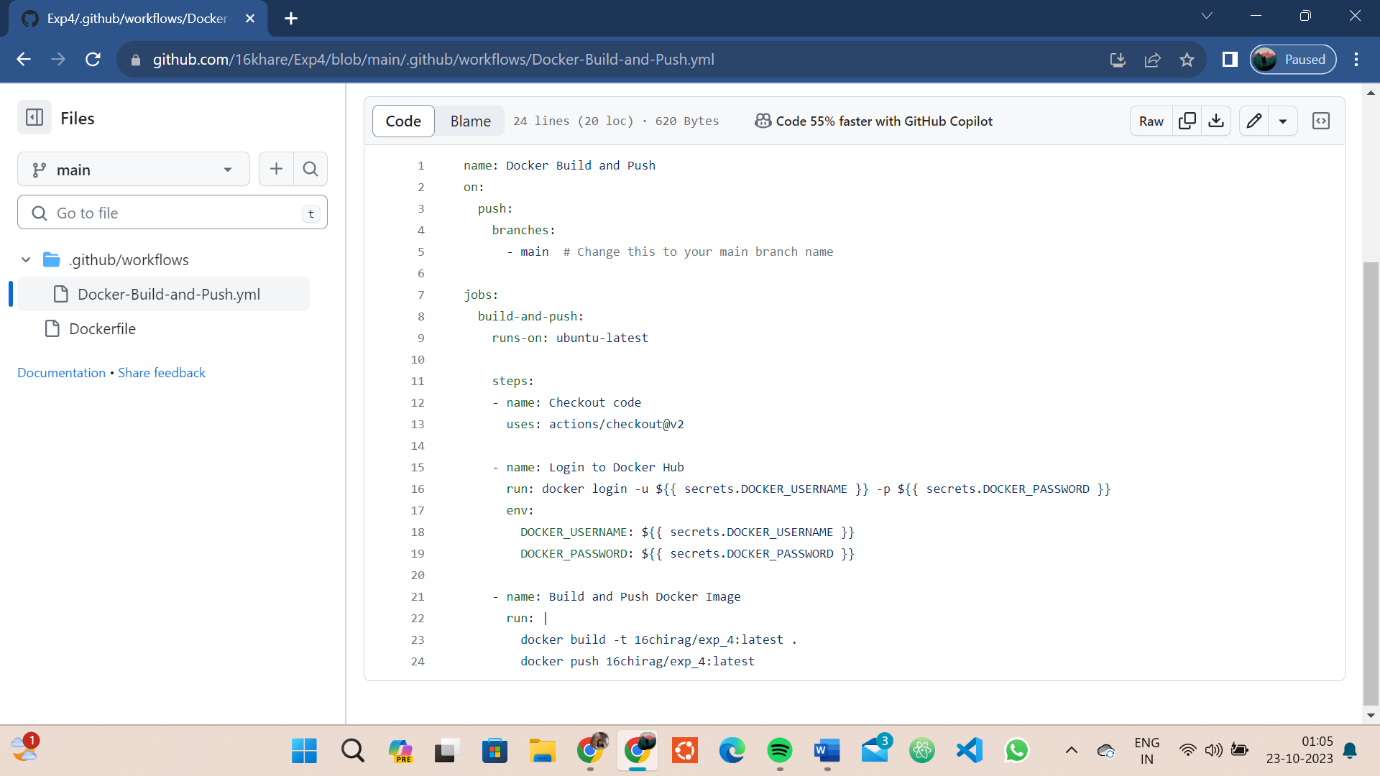 Exp4/.github/workflows/Docker-
github.com/16khare/Exp4/blob/main/.github/workflows/Docker-Build-and-Push.yml
Paused
Files
main
Go to file
t
.github/workflows
Docker-Build-and-Push.yml
Dockerfile
Documentation • Share feedback
Code
Blame
24 lines (20 loc) · 620 Bytes
Code 55% faster with GitHub Copilot
Raw
1 name: Docker Build and Push
2 on:
3 push:
4 branches:
5 - main # Change this to your main branch name
6
7 jobs:
8 build-and-push:
9 runs-on: ubuntu-latest
10
11 steps:
12 - name: Checkout code
13 uses: actions/checkout@v2
14
15 - name: Login to Docker Hub
16 run: docker login -u ${{ secrets.DOCKER_USERNAME }} -p ${{ secrets.DOCKER_PASSWORD }}
17 env:
18 DOCKER_USERNAME: ${{ secrets.DOCKER_USERNAME }}
19 DOCKER_PASSWORD: ${{ secrets.DOCKER_PASSWORD }}
20
21 - name: Build and Push Docker Image
22 run: |
23 docker build -t 16chirag/exp_4:latest .
24 docker push 16chirag/exp_4:latest
1
PRE
W
3
ENG
IN
01:05
23-10-2023